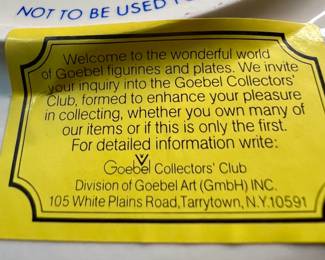 NOT TO BE USED
Welcome to the wonderful world
of Goebel figurines and plates. We invite
your inquiry into the Goebel Collectors'
Club, formed to enhance your pleasure
in collecting, whether you own many of
our items or if this is only the first.
For detailed information write:
Goebel Collectors' Club
Division of Goebel Art (GmbH) INC.
105 White Plains Road, Tarrytown, N.Y. 10591